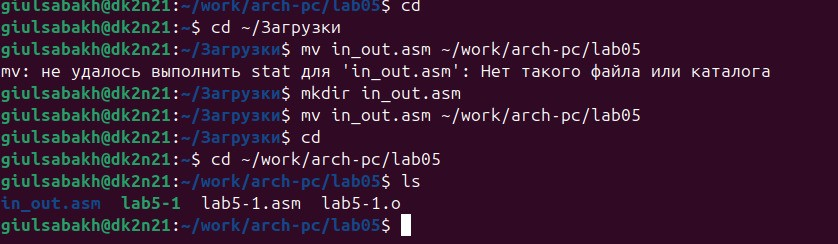 giulsabakh@dk2n21:~/work/arch-pc/lab05$ cd
giulsabakh@dk2n21:~$ cd ~/Загрузки
giulsabakh@dk2n21:~/Загрузки$ mv in_out.asm ~/work/arch-pc/lab05
mv: не удалось выполнить stat для 'in_out.asm': Нет такого файла или каталога
giulsabakh@dk2n21:~/Загрузки$ mkdir in_out.asm
giulsabakh@dk2n21:~/Загрузки$ mv in_out.asm ~/work/arch-pc/lab05
giulsabakh@dk2n21:~/Загрузки$ cd
giulsabakh@dk2n21:~$ cd ~/work/arch-pc/lab05
giulsabakh@dk2n21:~/work/arch-pc/lab05$ ls
in_out.asm  lab5-1  lab5-1.asm  lab5-1.o
giulsabakh@dk2n21:~/work/arch-pc/lab05$